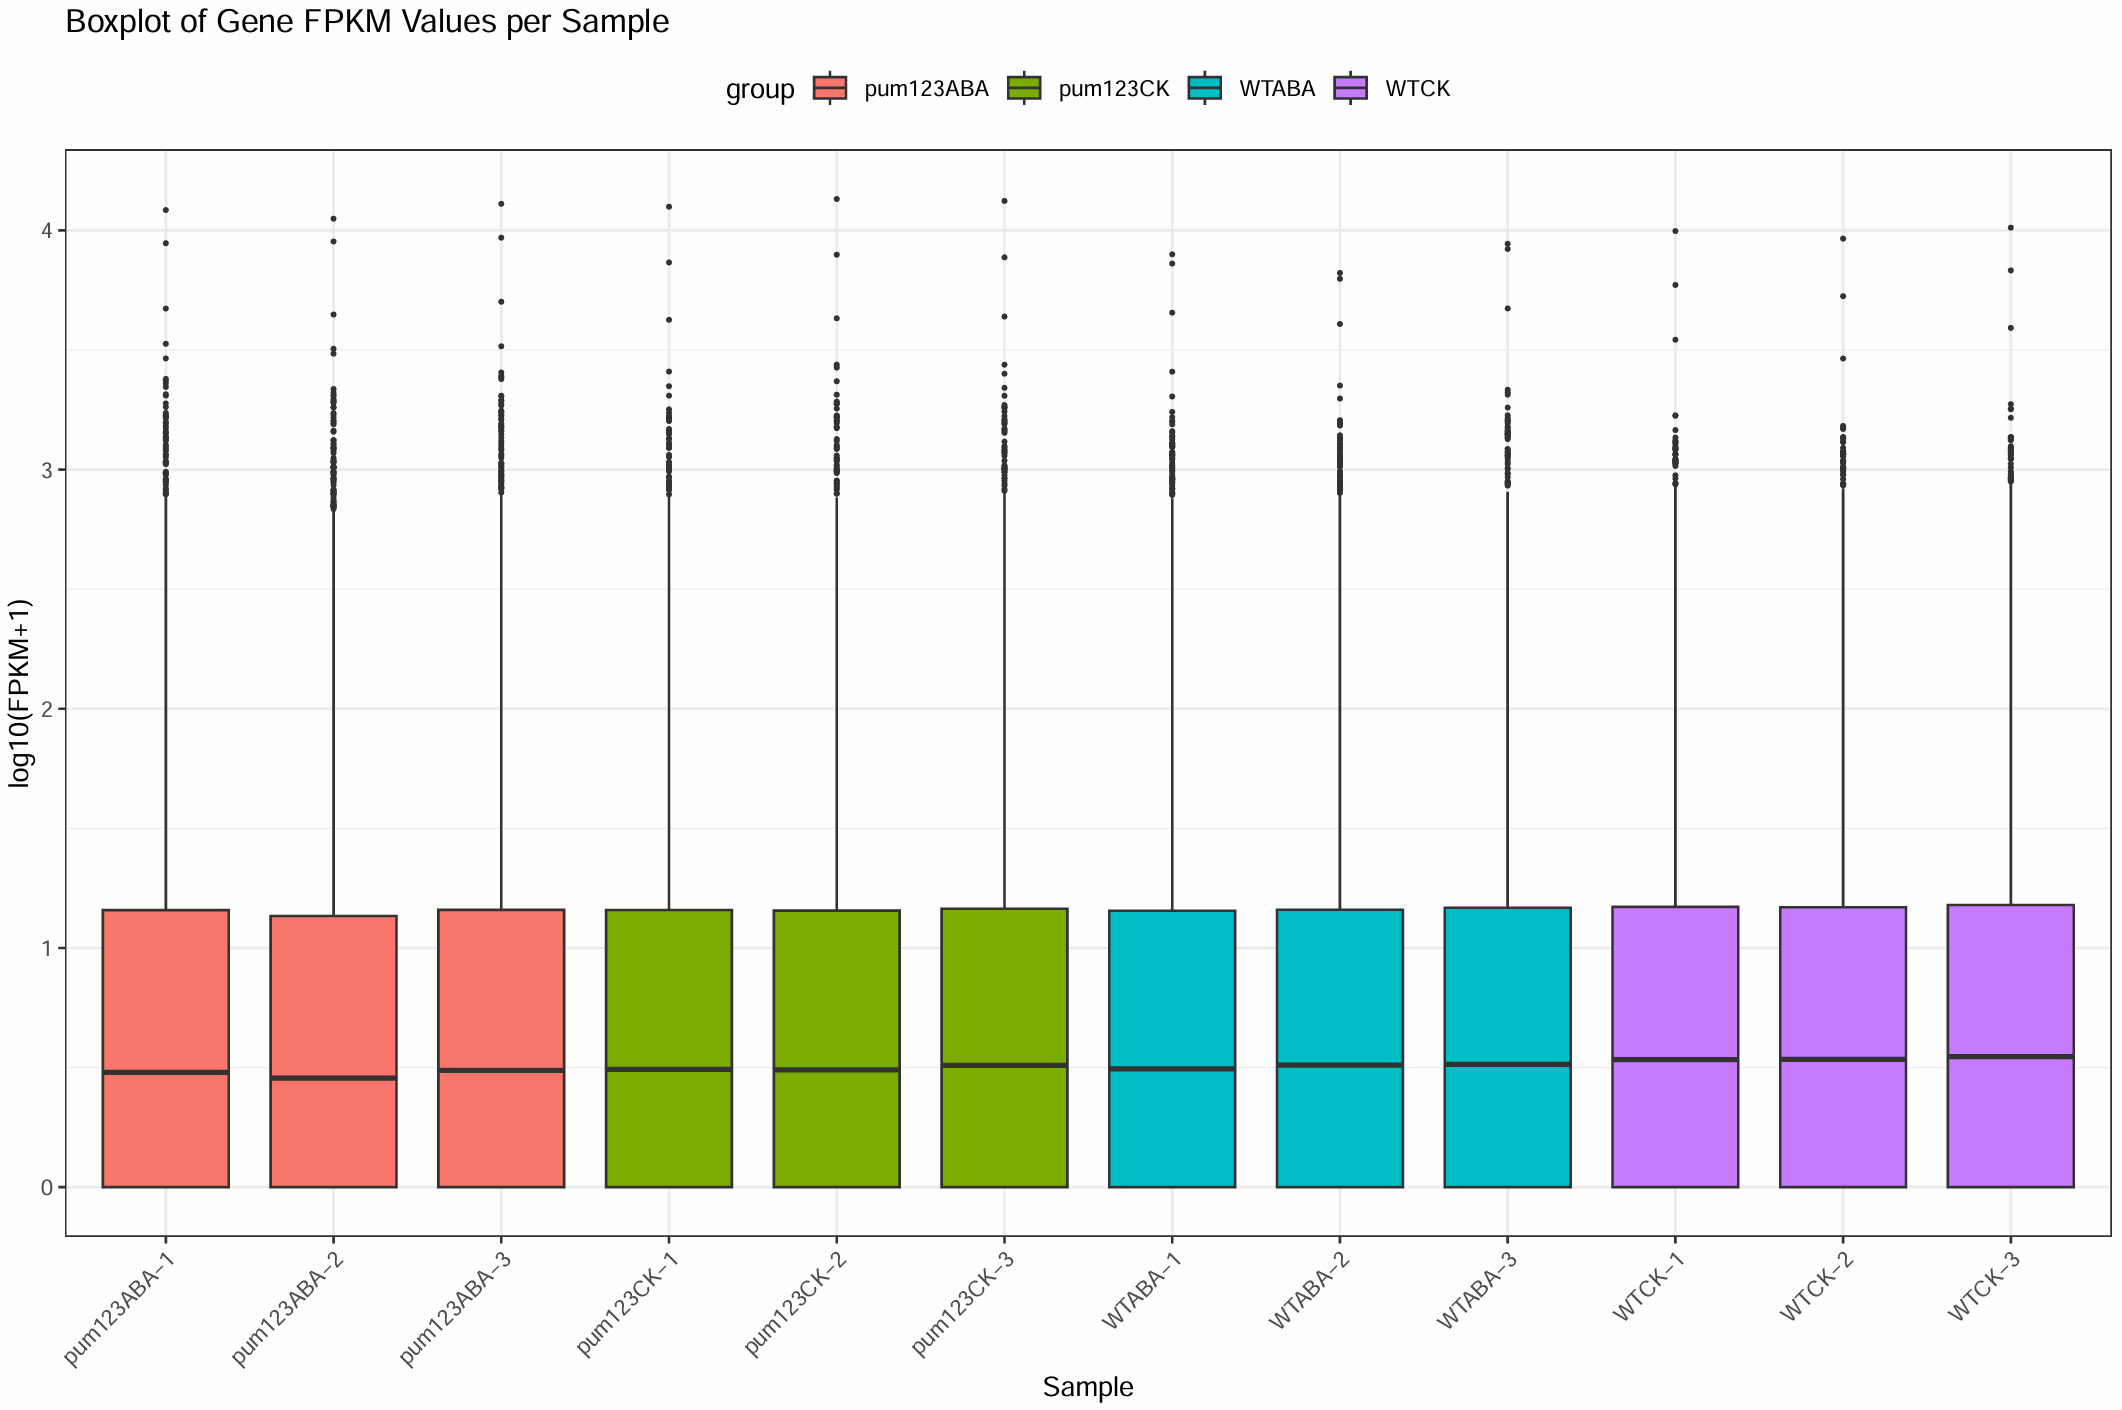 Boxplot of Gene FPKM Values per Sample
group pum123ABA pum123CK WTABA WTCK
log10(FPKM+1)
4
3
2
1
0
pum123ABA-1 pum123ABA-2 pum123ABA-3 pum123CK-1 pum123CK-2 pum123CK-3 WTABA-1 WTABA-2 WTABA-3 WTCK-1 WTCK-2 WTCK-3
Sample